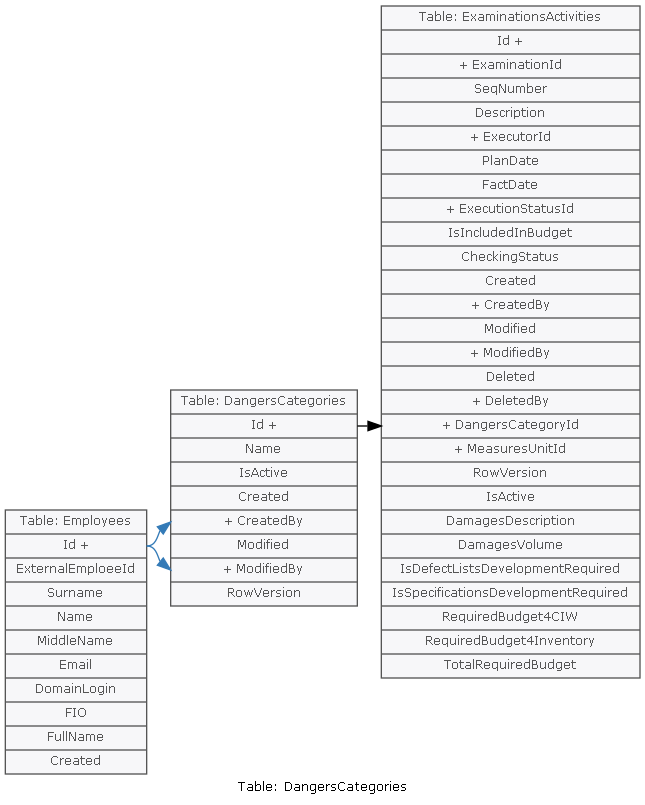 Table: ExaminationsActivities
Id +
+ ExaminationId
SeqNumber
Description
+ ExecutorId
PlanDate
FactDate
+ ExecutionStatusId
IsIncludedInBudget
CheckingStatus
Created
+ CreatedBy
Modified
+ ModifiedBy
Deleted
+ DeletedBy
+ DangersCategoryId
+ MeasuresUnitId
RowVersion
IsActive
DamagesDescription
DamagesVolume
IsDefectListsDevelopmentRequired
IsSpecificationsDevelopmentRequired
RequiredBudget4CIW
RequiredBudget4Inventory
TotalRequiredBudget
Table: DangersCategories
Id +
Name
IsActive
Created
+ CreatedBy
Modified
+ ModifiedBy
RowVersion
Table: Employees
Id +
ExternalEmploeeId
Surname
Name
MiddleName
Email
DomainLogin
FIO
FullName
Created
Table: DangersCategories